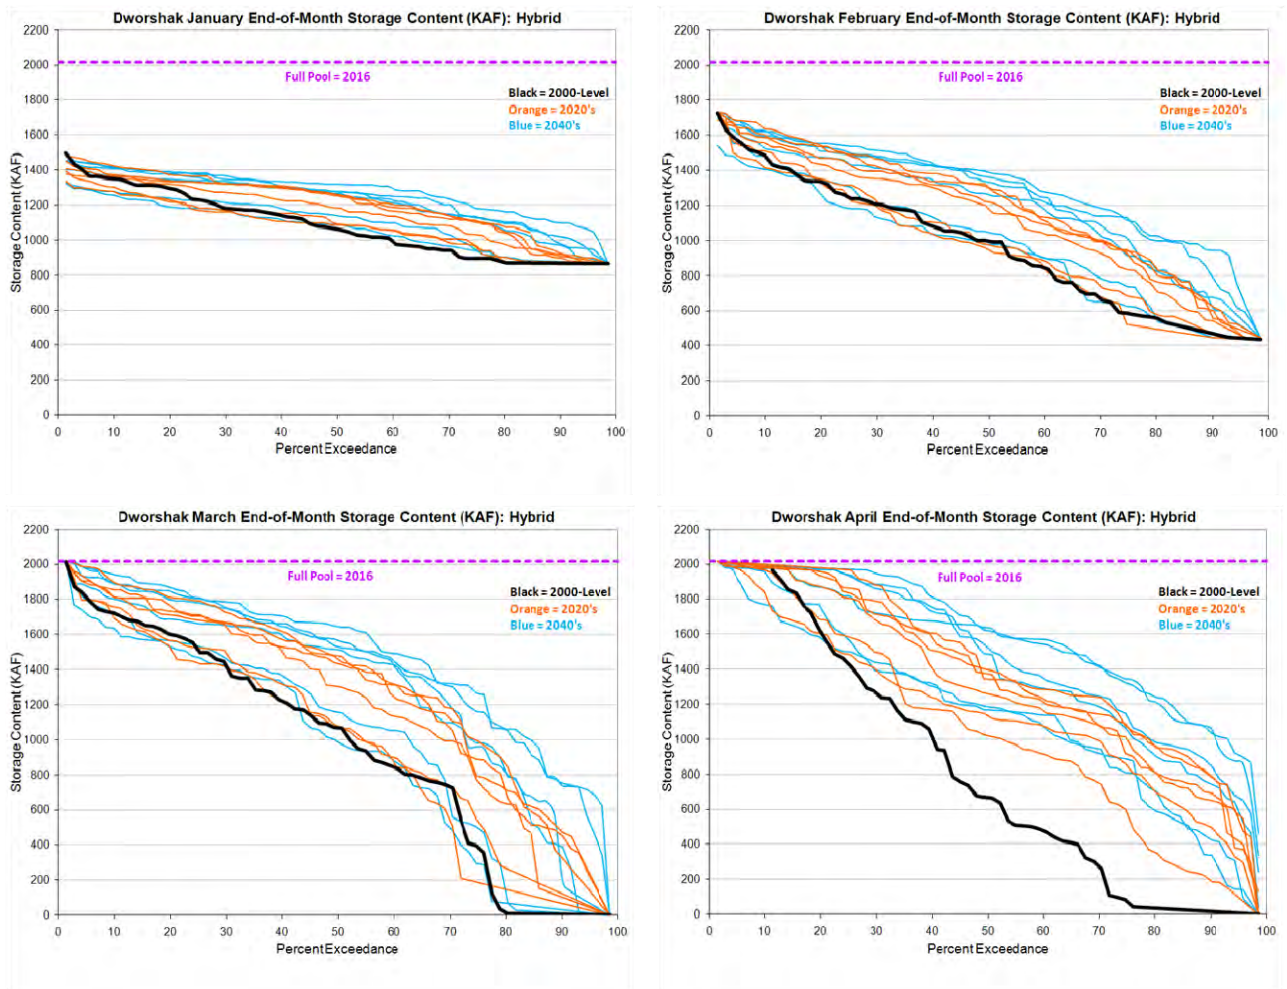 Dworshak January End-of-Month Storage Content (KAF): Hybrid
2200
2000
1800
1600
1400
1200
1000
800
600
400
200
0
Storage Content (KAF)
Full Pool = 2016
Black = 2000-Level
Orange = 2020's
Blue = 2040's
0 10 20 30 40 50 60 70 80 90 100
Percent Exceedance
Dworshak February End-of-Month Storage Content (KAF): Hybrid
2200
2000
1800
1600
1400
1200
1000
800
600
400
200
0
Storage Content (KAF)
Full Pool = 2016
Black = 2000-Level
Orange = 2020's
Blue = 2040's
0 10 20 30 40 50 60 70 80 90 100
Percent Exceedance
Dworshak March End-of-Month Storage Content (KAF): Hybrid
2200
2000
1800
1600
1400
1200
1000
800
600
400
200
0
Storage Content (KAF)
Full Pool = 2016
Black = 2000-Level
Orange = 2020's
Blue = 2040's
0 10 20 30 40 50 60 70 80 90 100
Percent Exceedance
Dworshak April End-of-Month Storage Content (KAF): Hybrid
2200
2000
1800
1600
1400
1200
1000
800
600
400
200
0
Storage Content (KAF)
Full Pool = 2016
Black = 2000-Level
Orange = 2020's
Blue = 2040's
0 10 20 30 40 50 60 70 80 90 100
Percent Exceedance